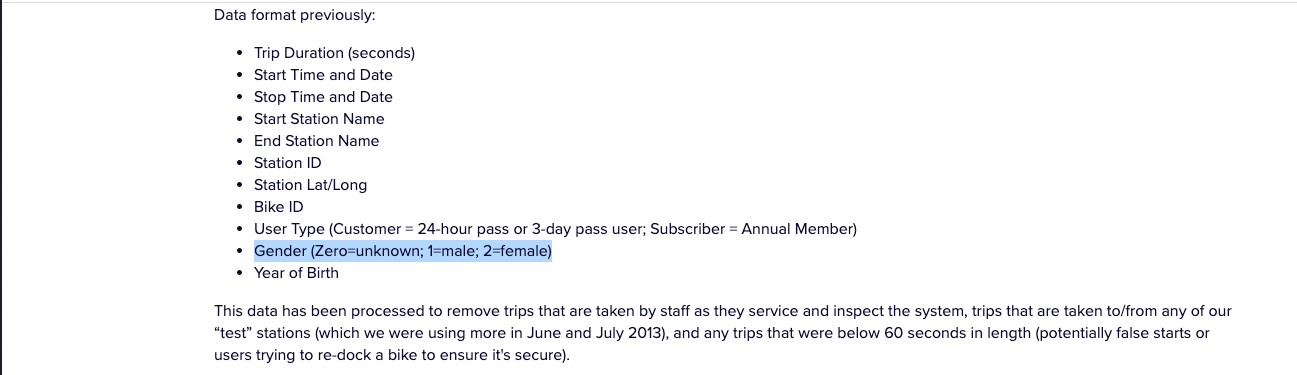 Data format previously:
• Trip Duration (seconds)
• Start Time and Date
• Stop Time and Date
• Start Station Name
• End Station Name
• Station ID
• Station Lat/Long
• Bike ID
• User Type (Customer = 24-hour pass or 3-day pass user; Subscriber = Annual Member)
• Gender (Zero=unknown; 1=male; 2=female)
• Year of Birth
This data has been processed to remove trips that are taken by staff as they service and inspect the system, trips that are taken to/from any of our
“test” stations (which we were using more in June and July 2013), and any trips that were below 60 seconds in length (potentially false starts or
users trying to re-dock a bike to ensure it's secure).